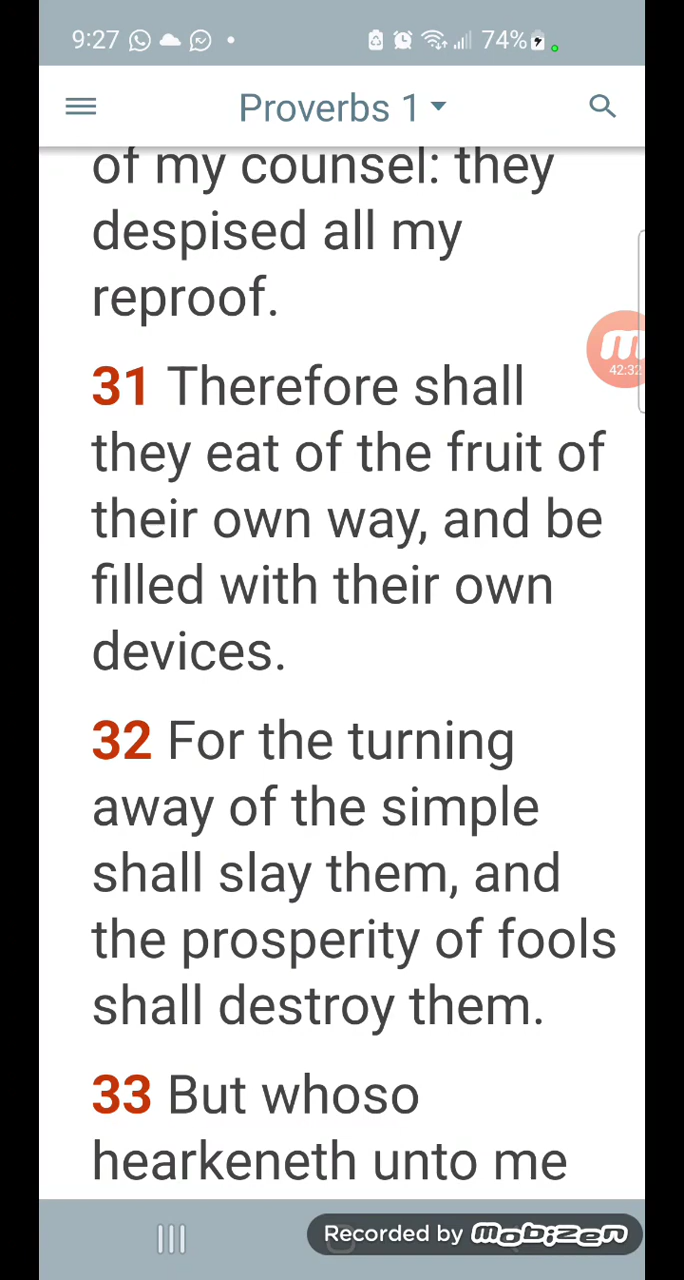 9:27 74%
Proverbs 1
of my counsel: they
despised all my
reproof.
31 Therefore shall
they eat of the fruit of
their own way, and be
filled with their own
devices.
42:32
32 For the turning
away of the simple
shall slay them, and
the prosperity of fools
shall destroy them.
33 But whoso
hearkeneth unto me
Recorded by mobizen